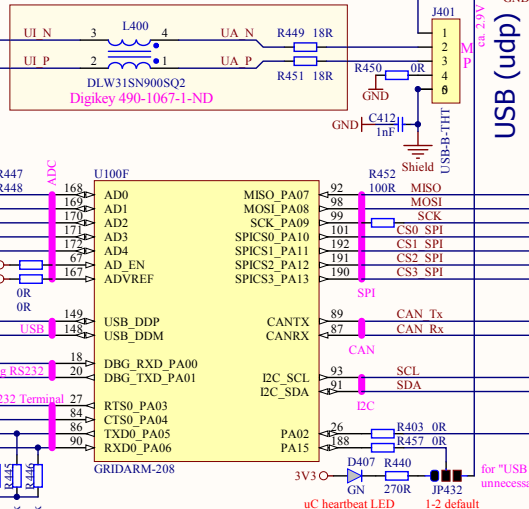 ca. 2.9V
USB (udp)
L400
J401
UI_N 3 4 UA_N R449 18R 1
2 M
UI_P 2 1 UA_P R451 18R 3 P
R450 0R 4
DLW31SN900SQ2
Digikey 490-1067-1-ND
GND
GND C412
1nF
USB-B-THT
Shield
R447
R448
ADC
U100F
R452
100R
168 AD0 MISO_PA07 92 MISO
169 AD1 MOSI_PA08 98 MOSI
170 AD2 SCK_PA09 99 SCK
171 AD3 SPICS0_PA10 101 CS0_SPI
172 AD4 SPICS1_PA11 192 CS1_SPI
67 AD_EN SPICS2_PA12 191 CS2_SPI
167 ADVREF SPICS3_PA13 190 CS3_SPI
0R
0R
SPI
149 USB_DDP CANTX 89 CAN_Tx
USB 148 USB_DDM CANRX 87 CAN_Rx
CAN
18 DBG_RXD_PA00
g RS232 20 DBG_TXD_PA01 I2C_SCL 93 SCL
I2C_SDA 91 SDA
232 Terminal 27 RTS0_PA03 I2C
84 CTS0_PA04
86 TXD0_PA05 PA02 26 R403 0R
90 RXD0_PA06 PA15 188 R457 0R
GRIDARM-208
R445
R446
D407 R440
3V3 GN 270R JP432
for "USB
unnecessa
uC heartbeat LED 1-2 default